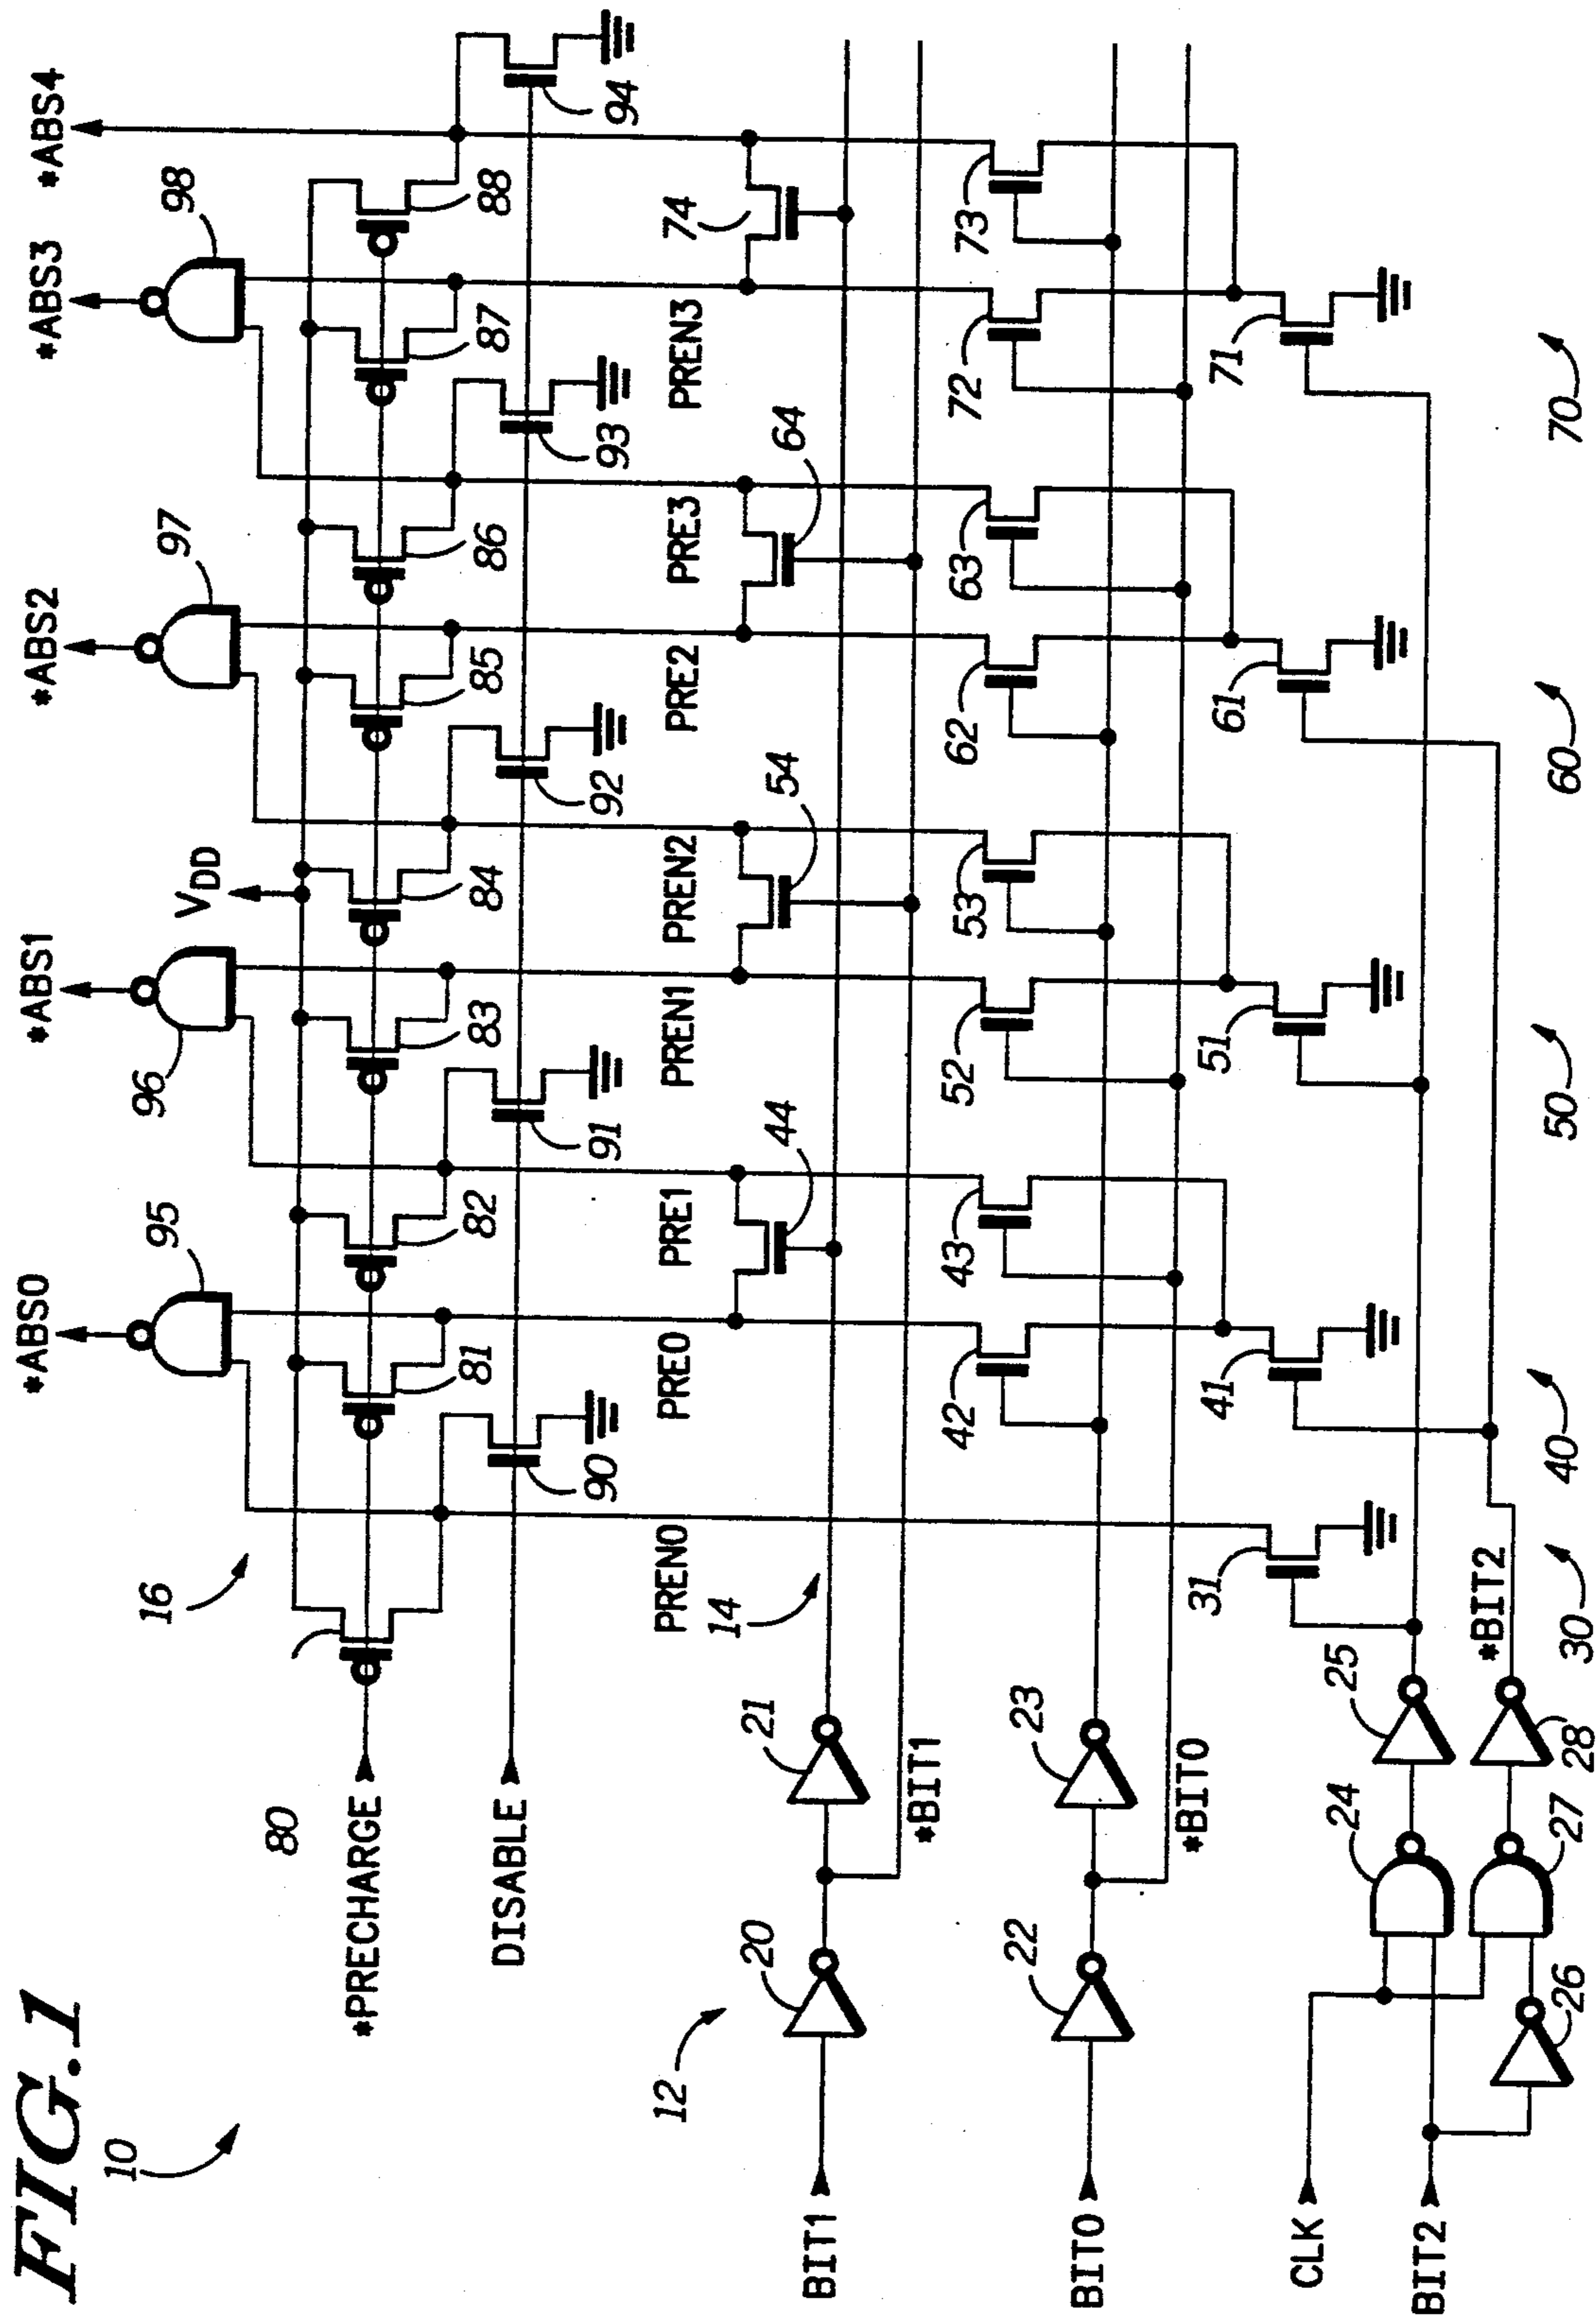 FIG.1
10
*ABS0
*ABS1
*ABS2
*ABS3
*ABS4
95
96
97
98
16
VDD
80
81
82
83
84
85
86
87
88
*PRECHARGE
DISABLE
90
91
92
93
94
PREN0
PRE0
PRE1
PREN1
PREN2
PRE2
PRE3
PREN3
44
54
64
74
12
14
BIT1
20
21
*BIT1
BIT0
22
23
*BIT0
42
43
52
53
62
63
72
73
31
41
51
61
71
CLK
BIT2
24
25
26
27
28
*BIT2
30
40
50
60
70